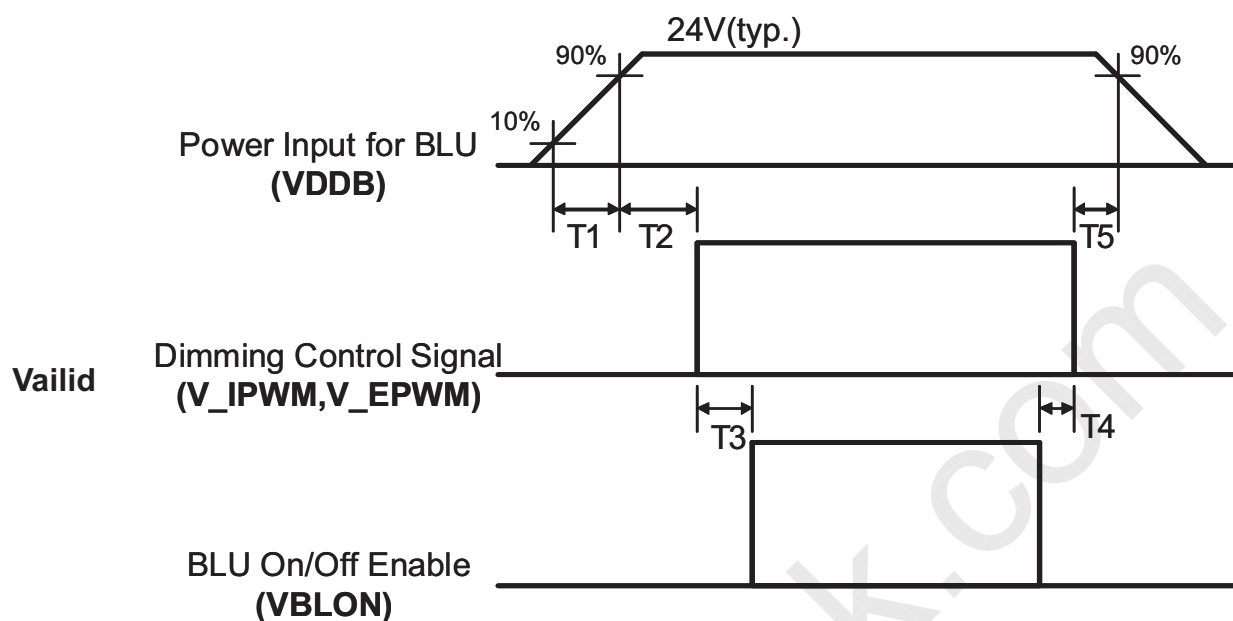 24V(typ.)
90%
90%
10%
Power Input for BLU
(VDDB)
T1
T2
T5
Dimming Control Signal
(V_IPWM,V_EPWM)
Vailid
T3
T4
BLU On/Off Enable
(VBLON)
k.com